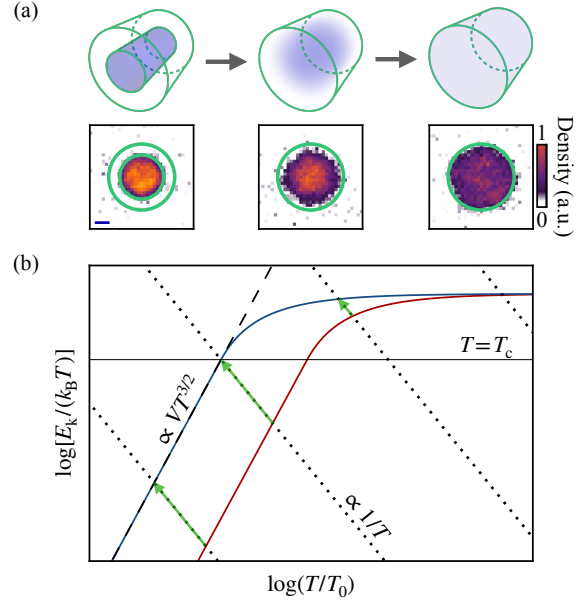 (a)
1
0
Density (a.u.)
(b)
T = T_c
∝ VT^{3/2}
∝ 1/T
log[E_k/(k_B T)]
log(T/T_0)